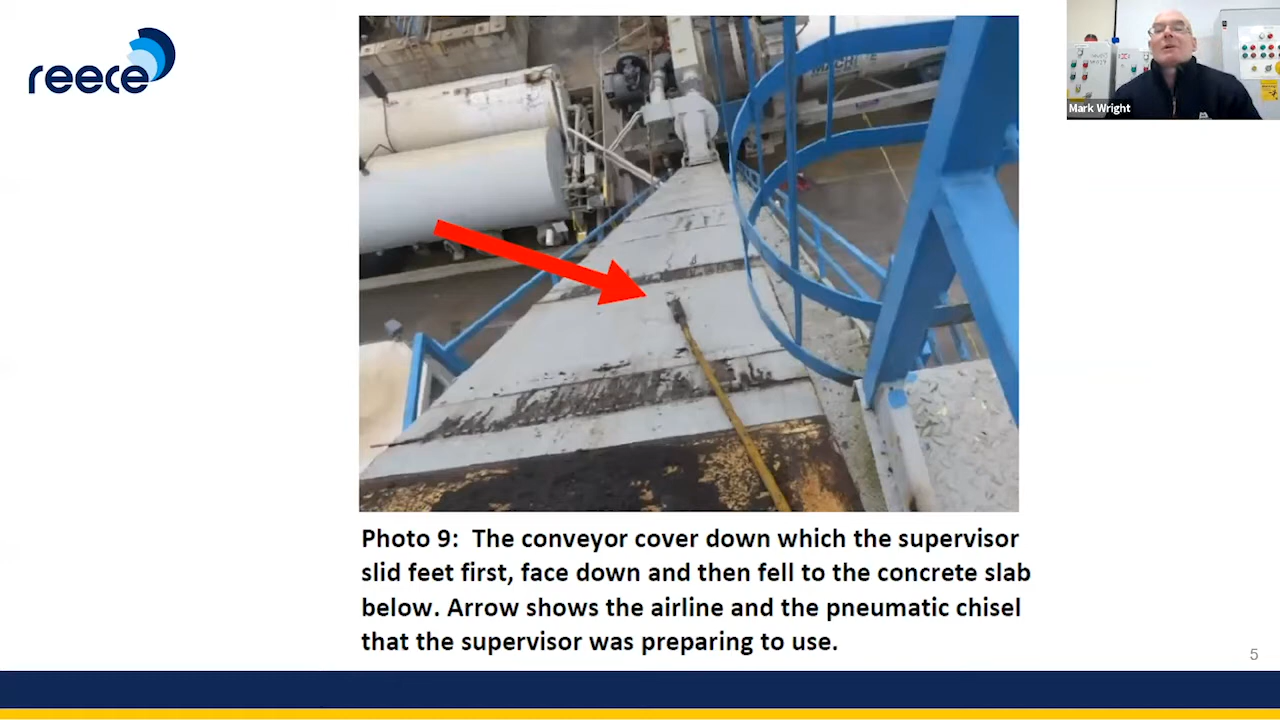 reece
MACHINE
Mark Wright
Photo 9: The conveyor cover down which the supervisor
slid feet first, face down and then fell to the concrete slab
below. Arrow shows the airline and the pneumatic chisel
that the supervisor was preparing to use.
5